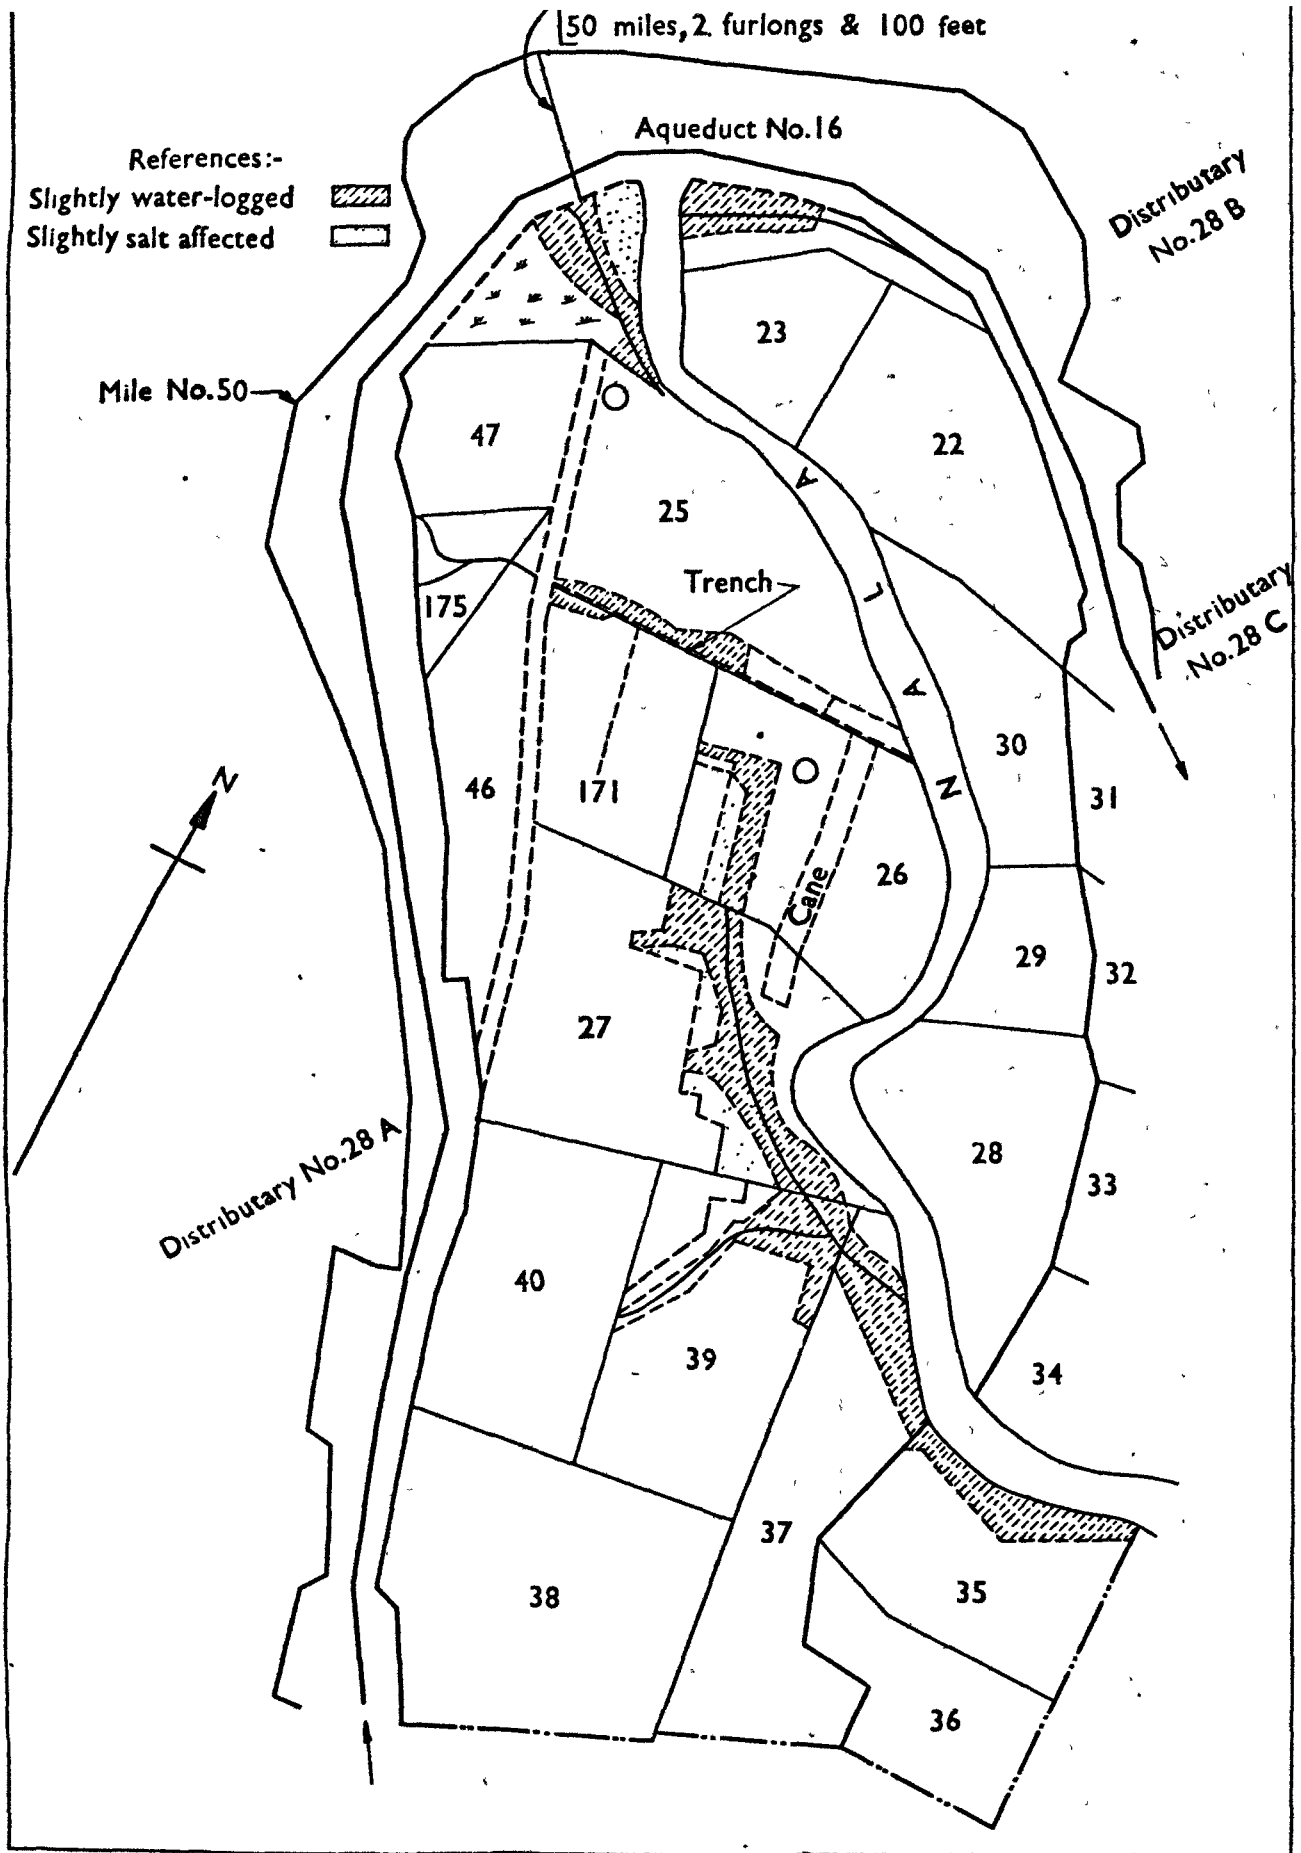 50 miles, 2 furlongs & 100 feet
Aqueduct No.16
References:-
Slightly water-logged
Slightly salt affected
Distributary
No.28 B
Mile No.50
23
22
47
25
Trench
175
Distributary
No.28 C
N A L A
30
31
46
171
26
Cane
N
29
32
27
28
33
Distributary No.28 A
40
39
34
37
38
35
36